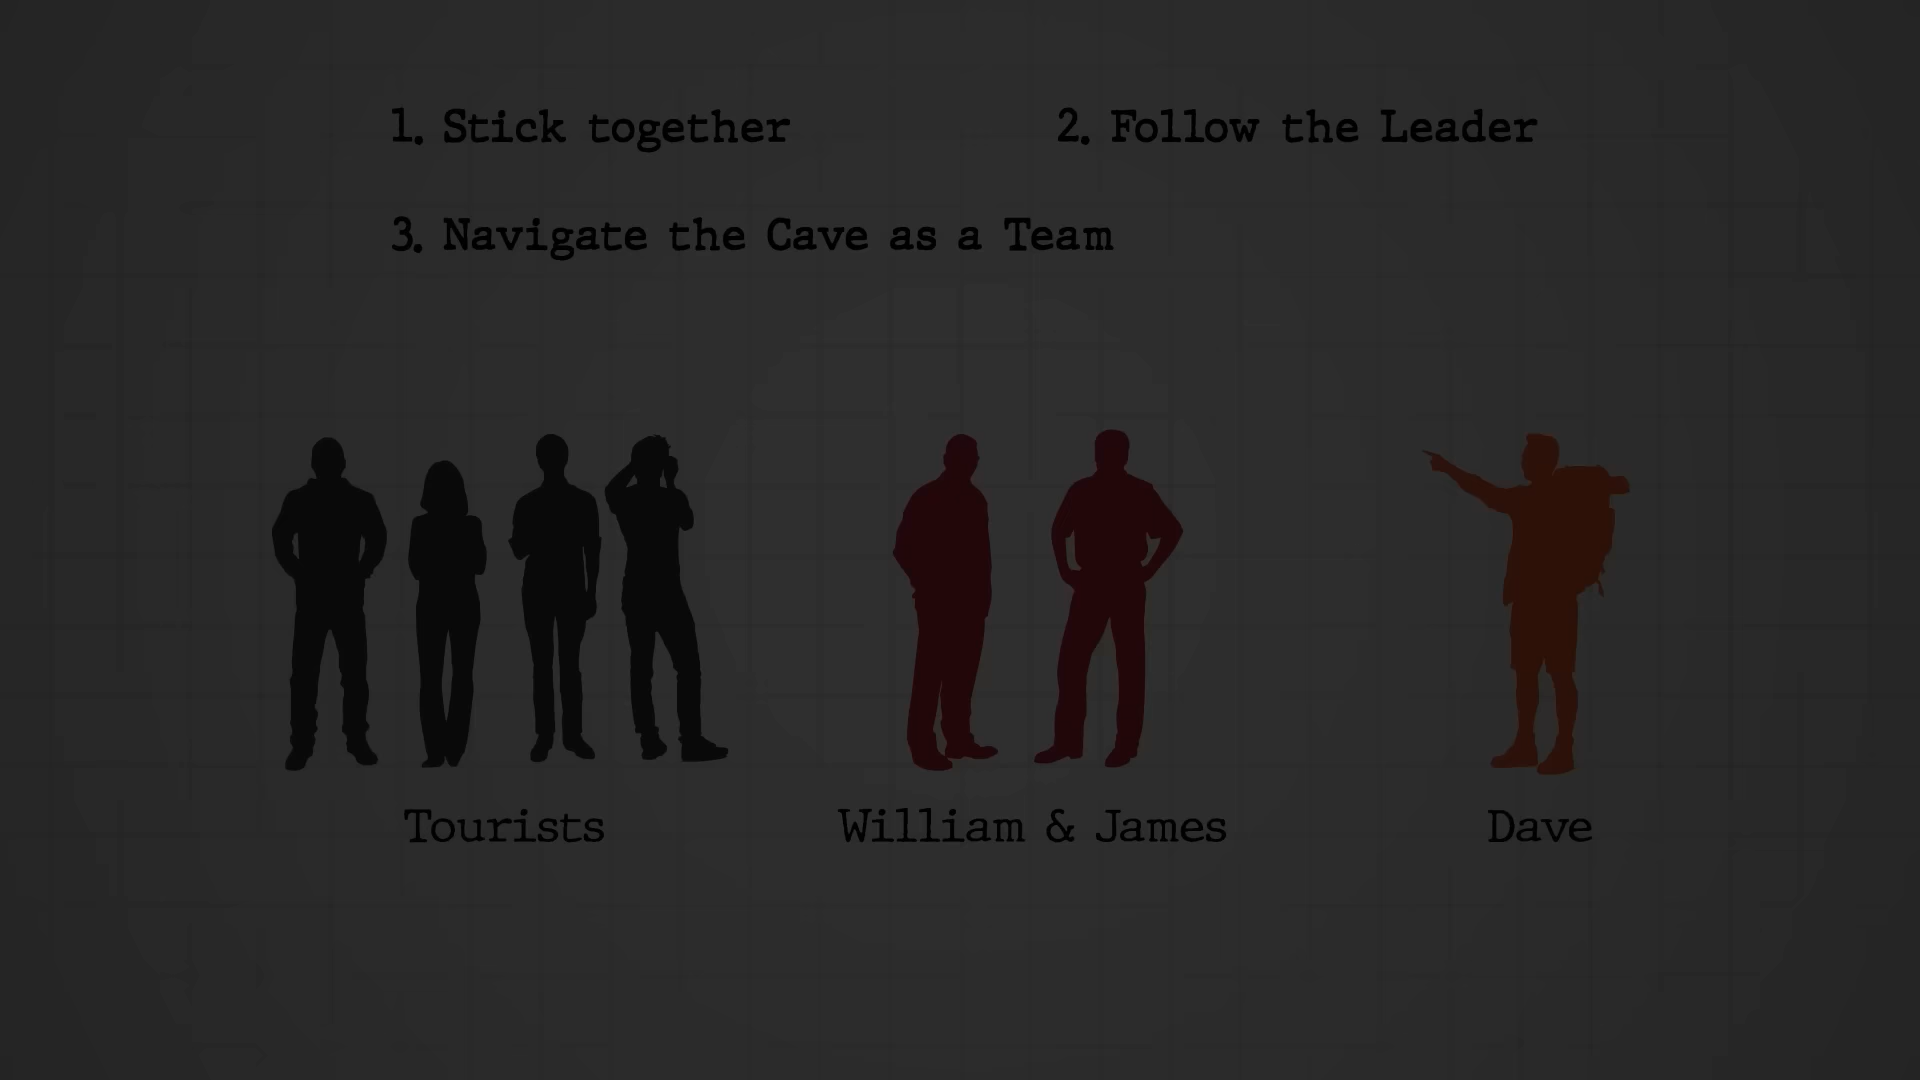 1. Stick together
2. Follow the Leader
3. Navigate the Cave as a Team
Tourists
William & James
Dave